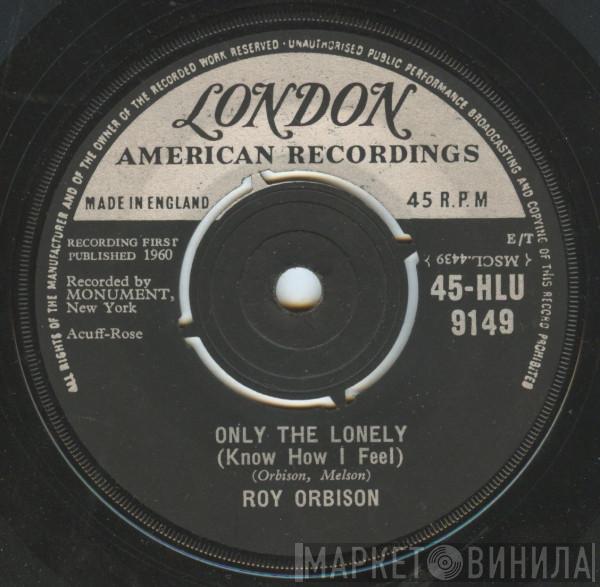 ALL RIGHTS OF THE MANUFACTURER AND OF THE OWNER OF THE RECORDED WORK RESERVED · UNAUTHORISED PUBLIC PERFORMANCE BROADCASTING AND COPYING OF THIS RECORD PROHIBITED
LONDON
AMERICAN RECORDINGS
MADE IN ENGLAND
45 R.P.M
RECORDING FIRST
PUBLISHED 1960
Recorded by
MONUMENT,
New York
Acuff-Rose
E/T
{ MSCL.4439 }
45-HLU
9149
ONLY THE LONELY
(Know How I Feel)
(Orbison, Melson)
ROY ORBISON
МАРКЕТ ВИНИЛА